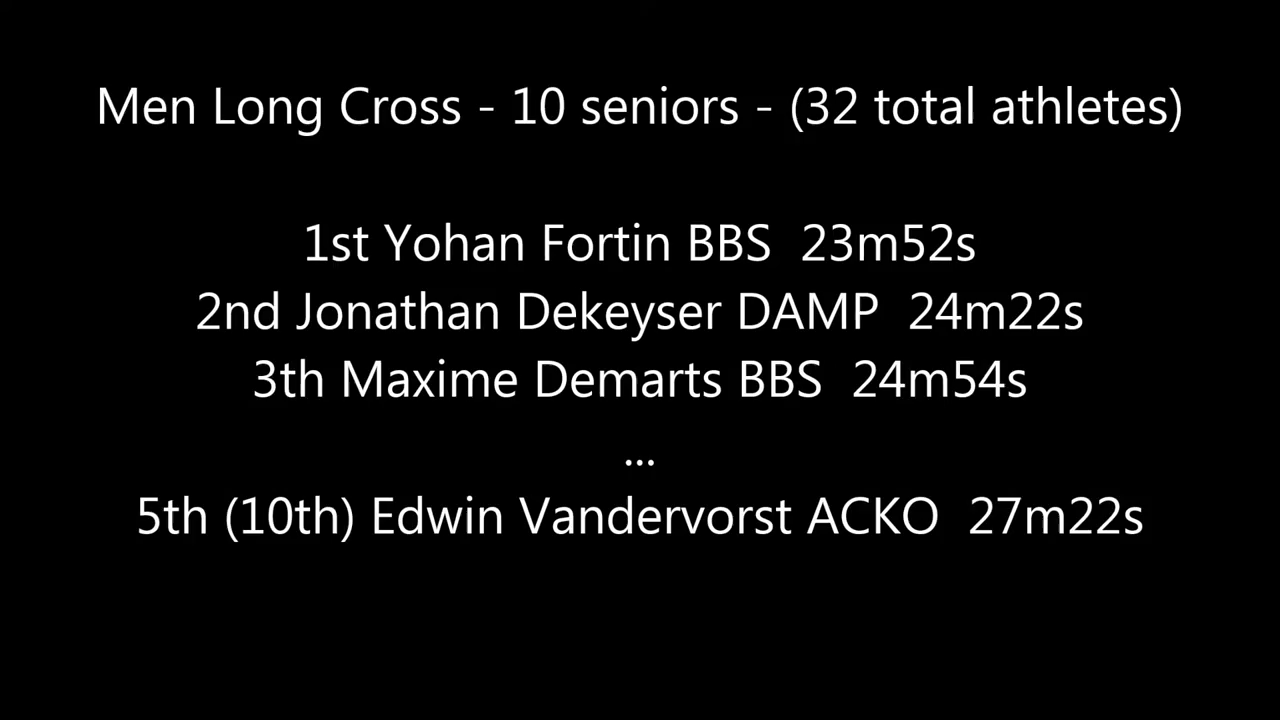 Men Long Cross - 10 seniors - (32 total athletes)
1st Yohan Fortin BBS  23m52s
2nd Jonathan Dekeyser DAMP  24m22s
3th Maxime Demarts BBS  24m54s
...
5th (10th) Edwin Vandervorst ACKO  27m22s